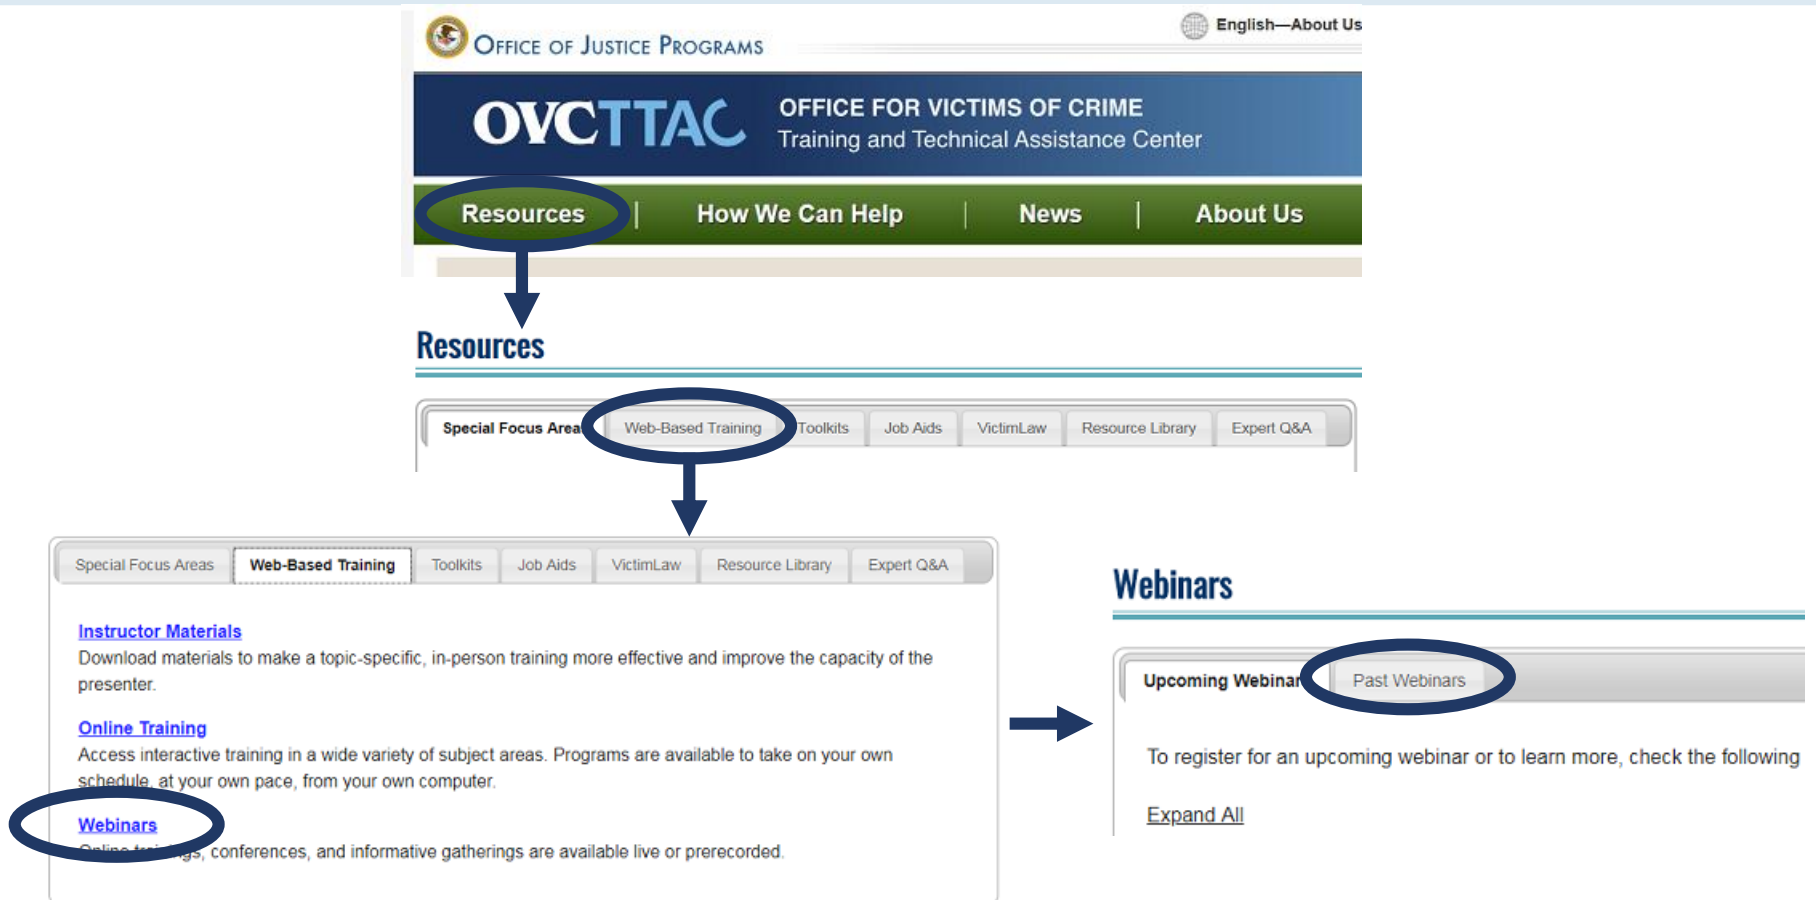 OFFICE OF JUSTICE PROGRAMS
English—About Us
OVCTTAC
OFFICE FOR VICTIMS OF CRIME
Training and Technical Assistance Center
Resources | How We Can Help | News | About Us
Resources
Special Focus Area Web-Based Training Toolkits Job Aids VictimLaw Resource Library Expert Q&A
Special Focus Areas Web-Based Training Toolkits Job Aids VictimLaw Resource Library Expert Q&A
Instructor Materials
Download materials to make a topic-specific, in-person training more effective and improve the capacity of the
presenter.
Online Training
Access interactive training in a wide variety of subject areas. Programs are available to take on your own
schedule, at your own pace, from your own computer.
Webinars
Online trainings, conferences, and informative gatherings are available live or prerecorded.
Webinars
Upcoming Webinar Past Webinars
To register for an upcoming webinar or to learn more, check the following
Expand All